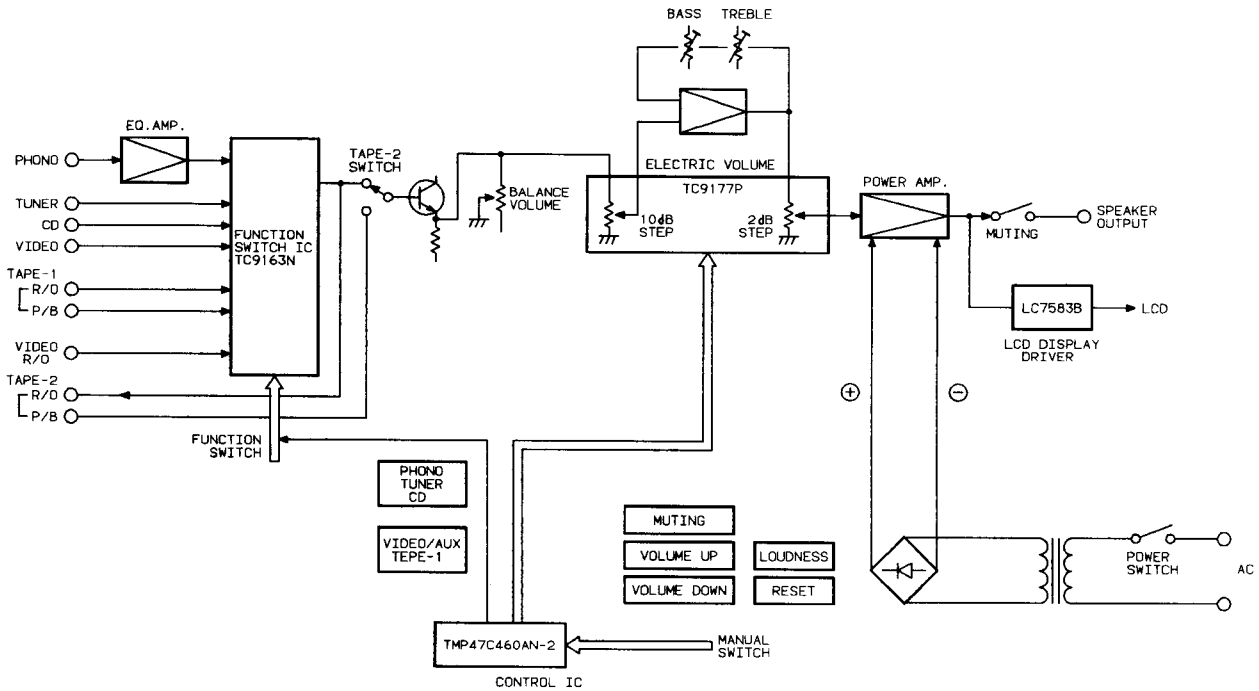 BASS
TREBLE
EQ.AMP.
PHONO
TUNER
CD
VIDEO
TAPE-1
R/O
P/B
VIDEO
R/O
TAPE-2
R/O
P/B
FUNCTION
SWITCH IC
TC9163N
TAPE-2
SWITCH
BALANCE
VOLUME
ELECTRIC VOLUME
TC9177P
10dB
STEP
2dB
STEP
POWER AMP.
MUTING
SPEAKER
OUTPUT
LC7583B
LCD
LCD DISPLAY
DRIVER
+
−
FUNCTION
SWITCH
PHONO
TUNER
CD
VIDEO/AUX
TEPE-1
MUTING
VOLUME UP
LOUDNESS
VOLUME DOWN
RESET
POWER
SWITCH
AC
TMP47C460AN-2
MANUAL
SWITCH
CONTROL IC